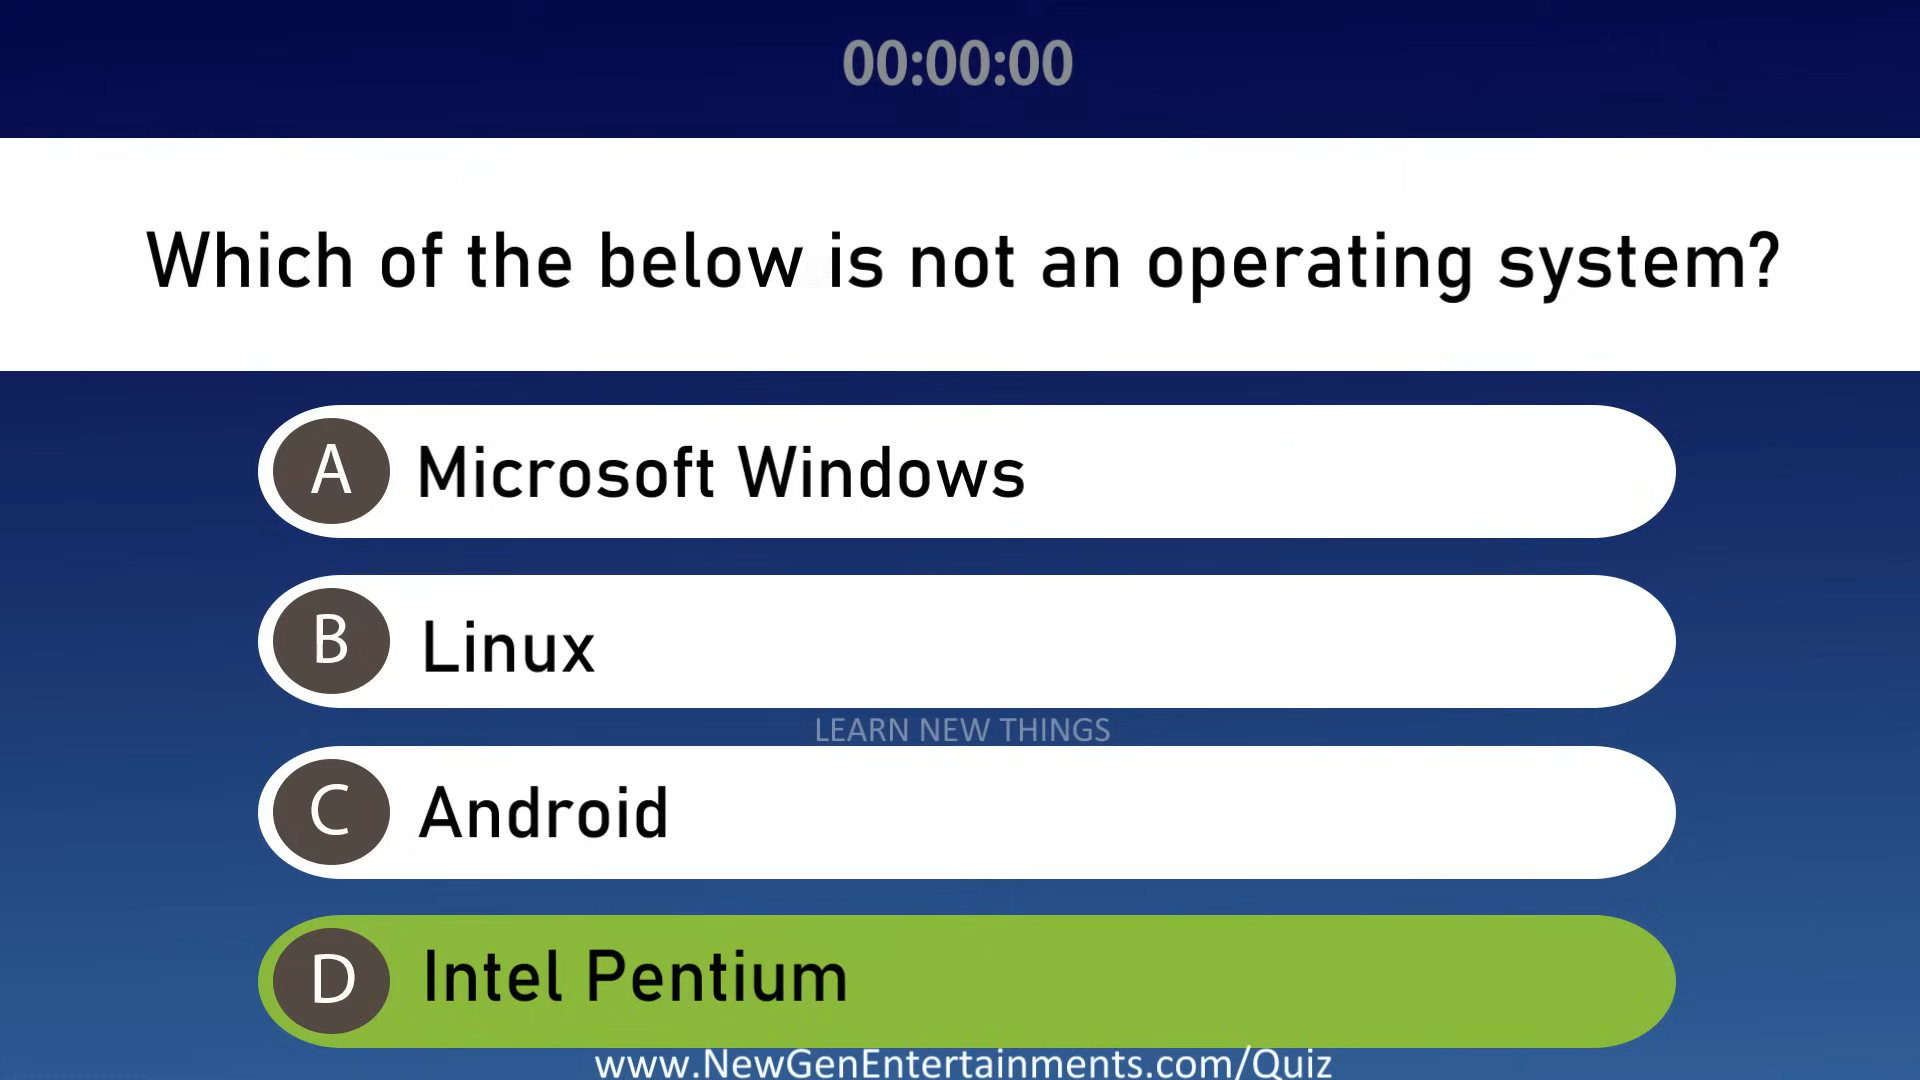 00:00:00
Which of the below is not an operating system?
A Microsoft Windows
B Linux
LEARN NEW THINGS
C Android
D Intel Pentium
www.NewGenEntertainments.com/Quiz